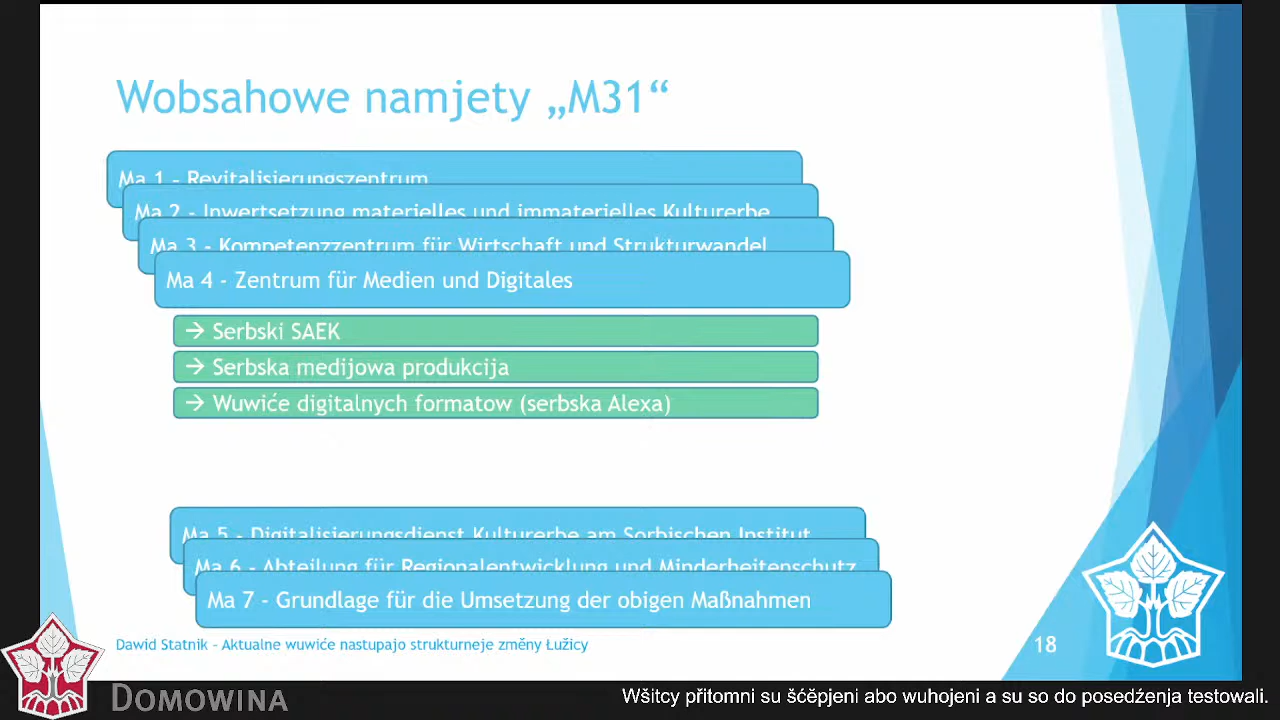 Wobsahowe namjety „M31“
Ma 1 - Revitalisierungszentrum
Ma 2 - Inwertsetzung materielles und immaterielles Kulturerbe
Ma 3 - Kompetenzzentrum für Wirtschaft und Strukturwandel
Ma 4 - Zentrum für Medien und Digitales
→ Serbski SAEK
→ Serbska medijowa produkcija
→ Wuwiće digitalnych formatow (serbska Alexa)
Ma 5 - Digitalisierungsdienst Kulturerbe am Sorbischen Institut
Ma 6 - Abteilung für Regionalentwicklung und Minderheitenschutz
Ma 7 - Grundlage für die Umsetzung der obigen Maßnahmen
Dawid Statnik - Aktualne wuwiće nastupajo strukturneje změny Łužicy
18
DOMOWINA
Wšitcy přitomni su šćěpjeni abo wuhojeni a su so do posedźenja testowali.